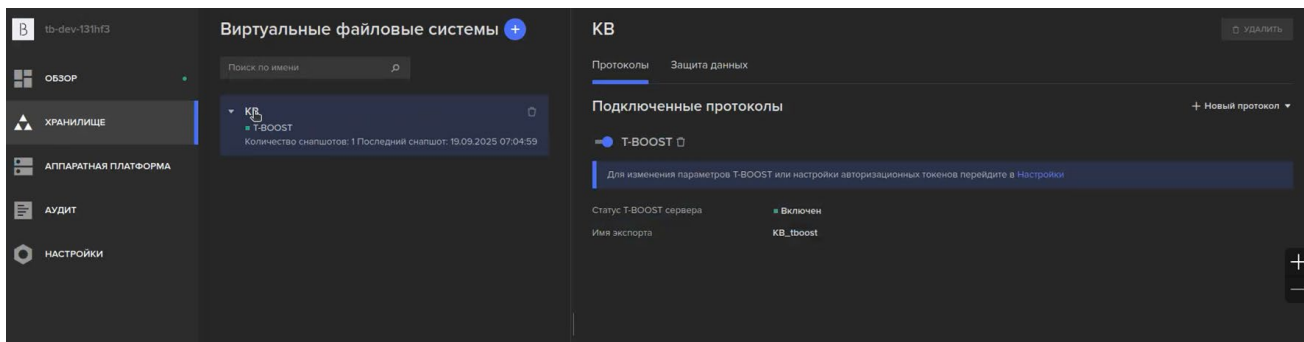 B tb-dev-131hf3
ОБЗОР
ХРАНИЛИЩЕ
АППАРАТНАЯ ПЛАТФОРМА
АУДИТ
НАСТРОЙКИ
Виртуальные файловые системы +
Поиск по имени
KB
T-BOOST
Количество снапшотов: 1 Последний снапшот: 19.09.2025 07:04:59
KB
УДАЛИТЬ
Протоколы Защита данных
Подключенные протоколы
+ Новый протокол
T-BOOST
Для изменения параметров T-BOOST или настройки авторизационных токенов перейдите в Настройки
Статус T-BOOST сервера Включен
Имя экспорта KB_tboost